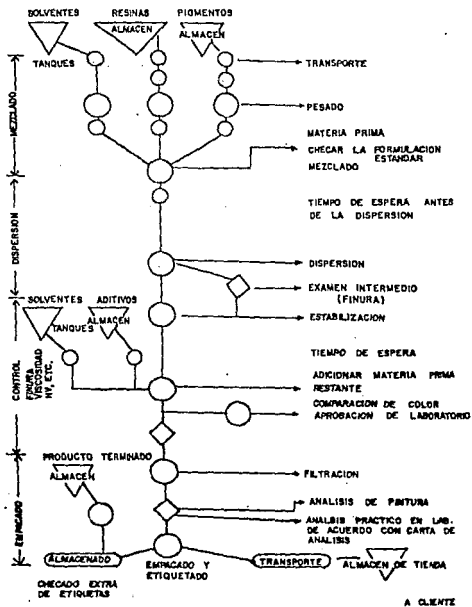 SOLVENTES
RESINAS
PIGMENTOS
ALMACEN
ALMACEN
TANQUES
TRANSPORTE
PESADO
MEZCLADO
MATERIA PRIMA
CHECAR LA FORMULACION
ESTANDAR
MEZCLADO
TIEMPO DE ESPERA ANTES
DE LA DISPERSION
DISPERSION
DISPERSION
EXAMEN INTERMEDIO
(FINURA)
ESTABILIZACION
SOLVENTES
ADITIVOS
TANQUES
ALMACEN
CONTROL
FINURA
VISCOSIDAD
NV, ETC.
TIEMPO DE ESPERA
ADICIONAR MATERIA PRIMA
RESTANTE
COMPARACION DE COLOR
APROBACION DE LABORATORIO
PRODUCTO TERMINADO
ALMACEN
FILTRACION
EMPACADO
ANALISIS DE PINTURA
ANALISIS PRACTICO EN LAB.
DE ACUERDO CON CARTA DE
ANALISIS
ALMACENADO
EMPACADO Y
ETIQUETADO
TRANSPORTE
ALMACEN DE TIENDA
CHECADO EXTRA
DE ETIQUETAS
A CLIENTE